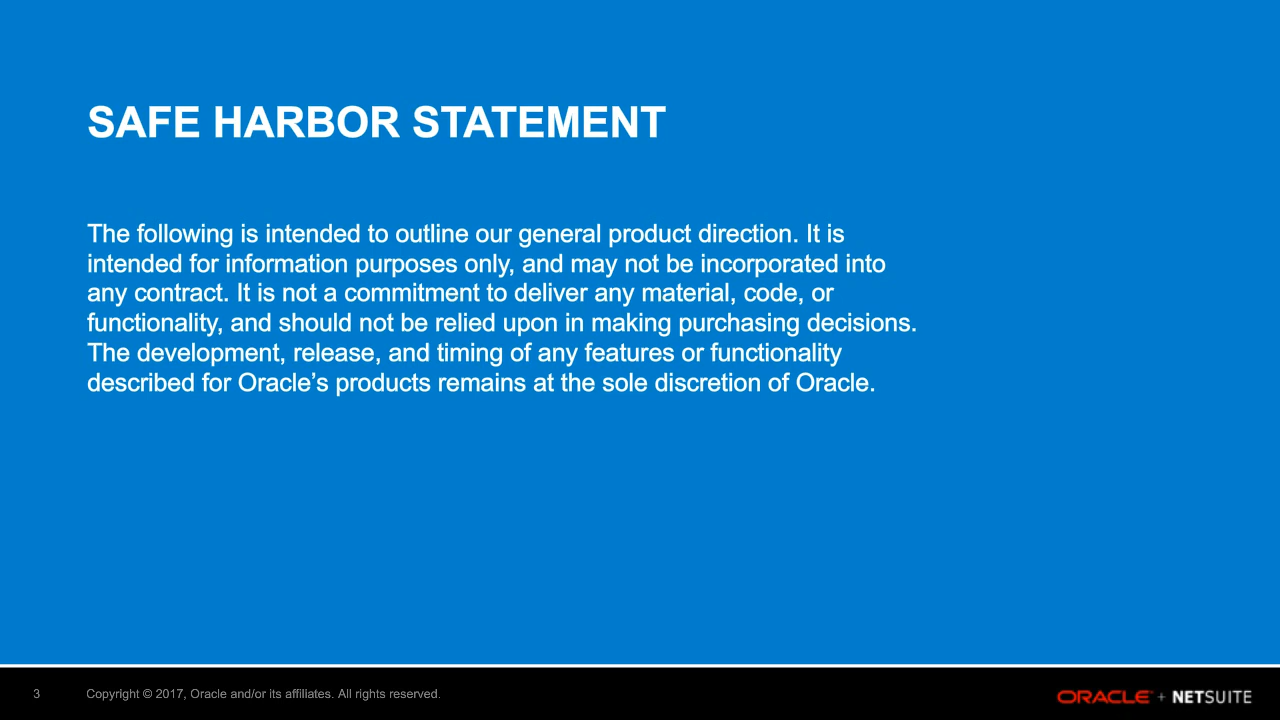 SAFE HARBOR STATEMENT
The following is intended to outline our general product direction. It is
intended for information purposes only, and may not be incorporated into
any contract. It is not a commitment to deliver any material, code, or
functionality, and should not be relied upon in making purchasing decisions.
The development, release, and timing of any features or functionality
described for Oracle’s products remains at the sole discretion of Oracle.
3 Copyright © 2017, Oracle and/or its affiliates. All rights reserved.
ORACLE + NETSUITE